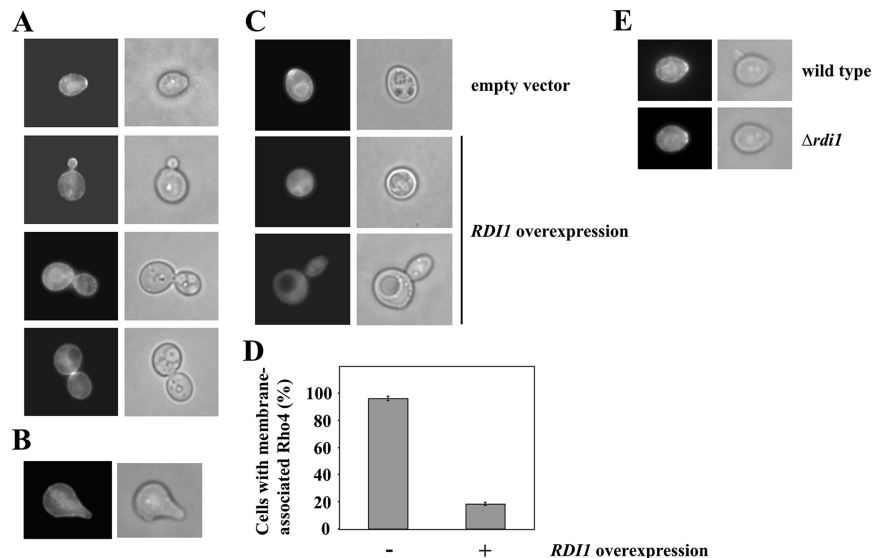 A
B
C
empty vector
RDI1 overexpression
D
Cells with membrane-
associated Rho4 (%)
100
80
60
40
20
0
-
+
RDI1 overexpression
E
wild type
Δrdi1